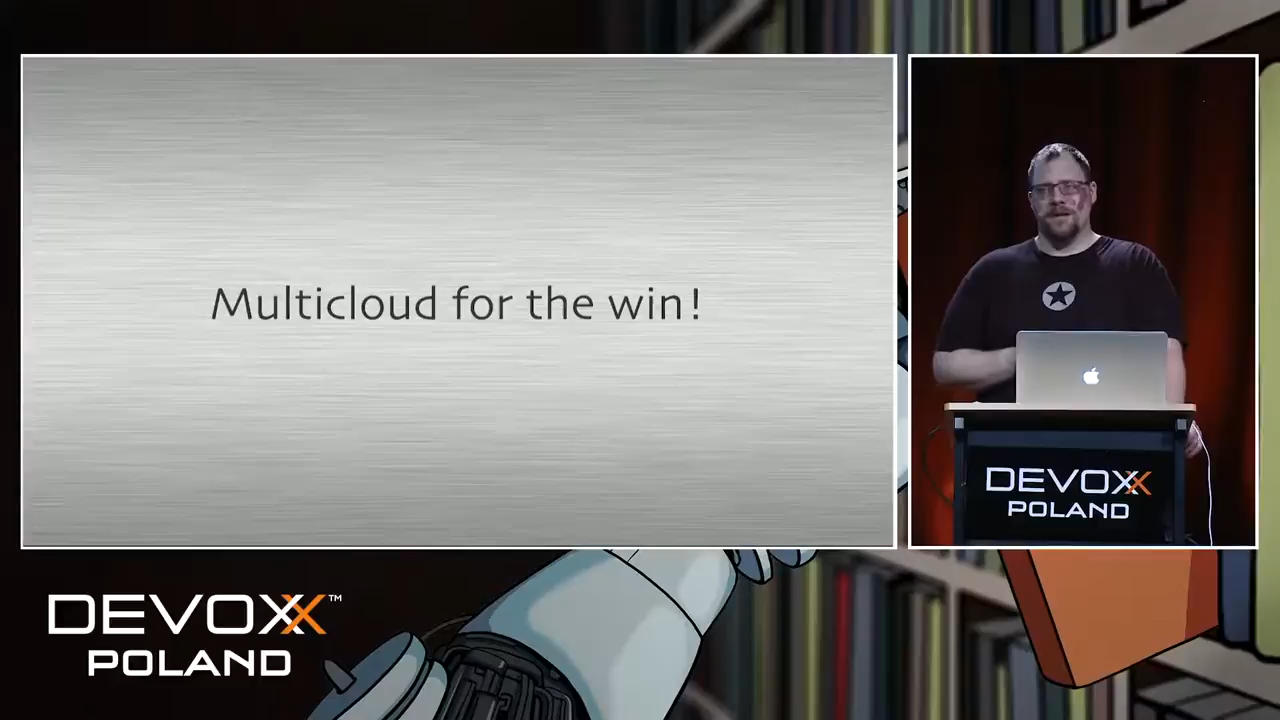 Multicloud for the win!
DEVOXX
POLAND
DEVOXX™
POLAND